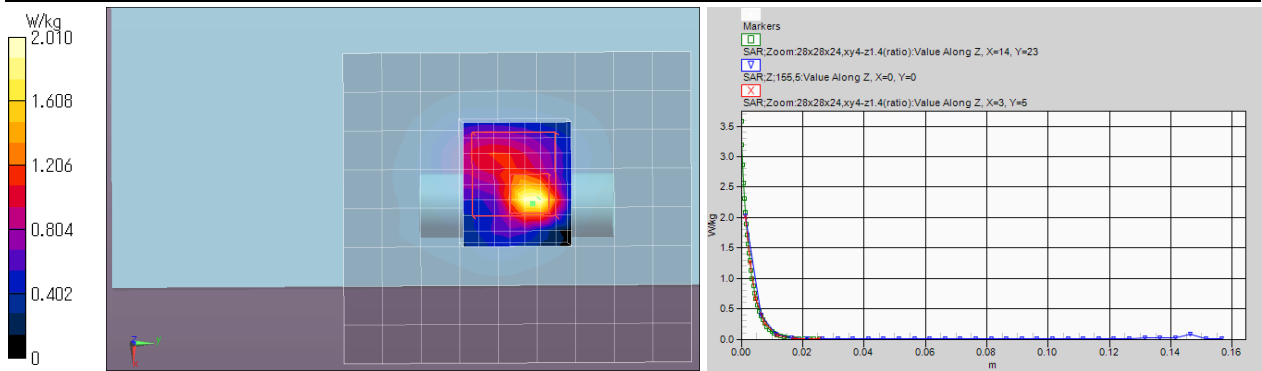 W/kg
2.010
1.608
1.206
0.804
0.402
0
z
y
x
Markers
SAR;Zoom:28x28x24,xy4-z1.4(ratio):Value Along Z, X=14, Y=23
SAR;Z;155,5:Value Along Z, X=0, Y=0
SAR;Zoom:28x28x24,xy4-z1.4(ratio):Value Along Z, X=3, Y=5
W/kg
3.5
3.0
2.5
2.0
1.5
1.0
0.5
0.0
0.00 0.02 0.04 0.06 0.08 0.10 0.12 0.14 0.16
m